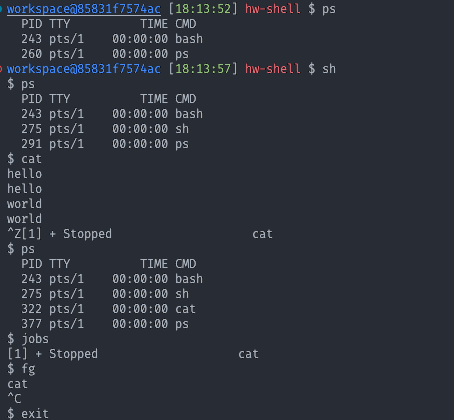 workspace@85831f7574ac [18:13:52] hw-shell $ ps
  PID TTY          TIME CMD
  243 pts/1    00:00:00 bash
  260 pts/1    00:00:00 ps
workspace@85831f7574ac [18:13:57] hw-shell $ sh
$ ps
  PID TTY          TIME CMD
  243 pts/1    00:00:00 bash
  275 pts/1    00:00:00 sh
  291 pts/1    00:00:00 ps
$ cat
hello
hello
world
world
^Z[1] + Stopped                    cat
$ ps
  PID TTY          TIME CMD
  243 pts/1    00:00:00 bash
  275 pts/1    00:00:00 sh
  322 pts/1    00:00:00 cat
  377 pts/1    00:00:00 ps
$ jobs
[1] + Stopped                    cat
$ fg
cat
^C
$ exit